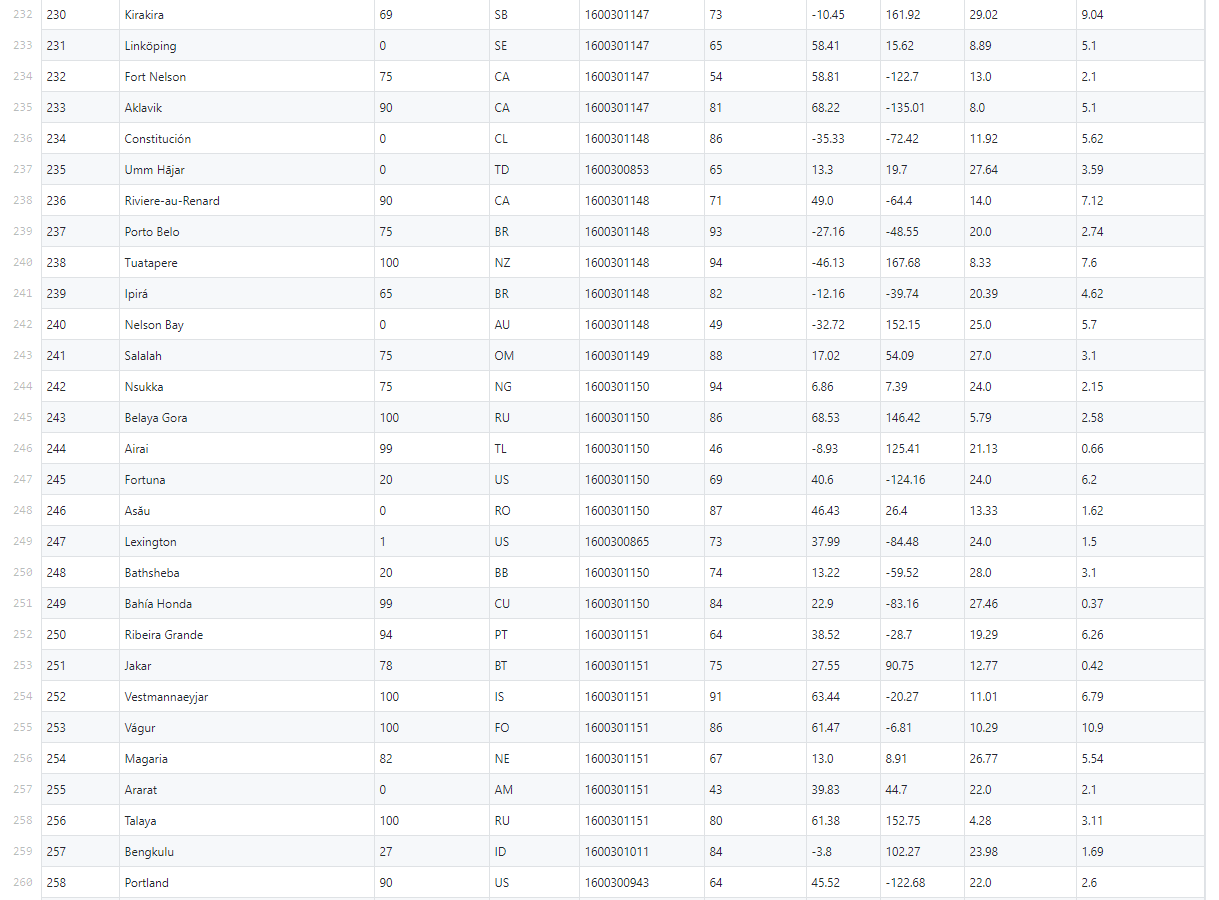 232 230 Kirakira 69 SB 1600301147 73 -10.45 161.92 29.02 9.04
233 231 Linköping 0 SE 1600301147 65 58.41 15.62 8.89 5.1
234 232 Fort Nelson 75 CA 1600301147 54 58.81 -122.7 13.0 2.1
235 233 Aklavik 90 CA 1600301147 81 68.22 -135.01 8.0 5.1
236 234 Constitución 0 CL 1600301148 86 -35.33 -72.42 11.92 5.62
237 235 Umm Hājar 0 TD 1600300853 65 13.3 19.7 27.64 3.59
238 236 Riviere-au-Renard 90 CA 1600301148 71 49.0 -64.4 14.0 7.12
239 237 Porto Belo 75 BR 1600301148 93 -27.16 -48.55 20.0 2.74
240 238 Tuatapere 100 NZ 1600301148 94 -46.13 167.68 8.33 7.6
241 239 Ipirá 65 BR 1600301148 82 -12.16 -39.74 20.39 4.62
242 240 Nelson Bay 0 AU 1600301148 49 -32.72 152.15 25.0 5.7
243 241 Salalah 75 OM 1600301149 88 17.02 54.09 27.0 3.1
244 242 Nsukka 75 NG 1600301150 94 6.86 7.39 24.0 2.15
245 243 Belaya Gora 100 RU 1600301150 86 68.53 146.42 5.79 2.58
246 244 Airai 99 TL 1600301150 46 -8.93 125.41 21.13 0.66
247 245 Fortuna 20 US 1600301150 69 40.6 -124.16 24.0 6.2
248 246 Asău 0 RO 1600301150 87 46.43 26.4 13.33 1.62
249 247 Lexington 1 US 1600300865 73 37.99 -84.48 24.0 1.5
250 248 Bathsheba 20 BB 1600301150 74 13.22 -59.52 28.0 3.1
251 249 Bahía Honda 99 CU 1600301150 84 22.9 -83.16 27.46 0.37
252 250 Ribeira Grande 94 PT 1600301151 64 38.52 -28.7 19.29 6.26
253 251 Jakar 78 BT 1600301151 75 27.55 90.75 12.77 0.42
254 252 Vestmannaeyjar 100 IS 1600301151 91 63.44 -20.27 11.01 6.79
255 253 Vágur 100 FO 1600301151 86 61.47 -6.81 10.29 10.9
256 254 Magaria 82 NE 1600301151 67 13.0 8.91 26.77 5.54
257 255 Ararat 0 AM 1600301151 43 39.83 44.7 22.0 2.1
258 256 Talaya 100 RU 1600301151 80 61.38 152.75 4.28 3.11
259 257 Bengkulu 27 ID 1600301011 84 -3.8 102.27 23.98 1.69
260 258 Portland 90 US 1600300943 64 45.52 -122.68 22.0 2.6